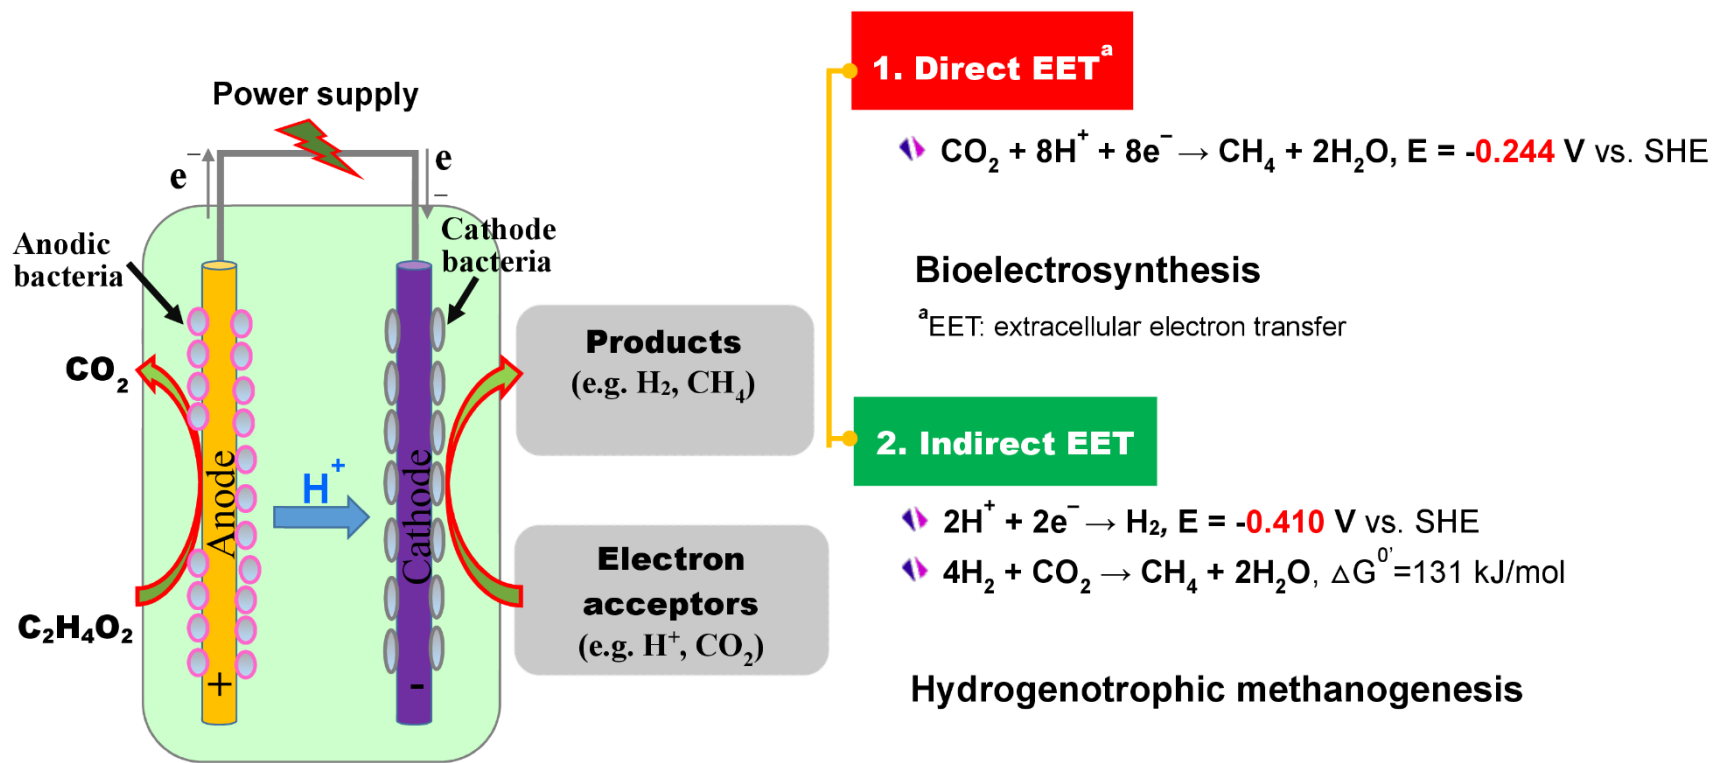 Power supply
e⁻
e
–
Anodic
bacteria
Cathode
bacteria
CO₂
C₂H₄O₂
Anode
+
H⁺
Cathode
-
Products
(e.g. H₂, CH₄)
Electron
acceptors
(e.g. H⁺, CO₂)
1. Direct EETᵃ
CO₂ + 8H⁺ + 8e⁻ → CH₄ + 2H₂O, E = -0.244 V vs. SHE
Bioelectrosynthesis
ᵃEET: extracellular electron transfer
2. Indirect EET
2H⁺ + 2e⁻ → H₂, E = -0.410 V vs. SHE
4H₂ + CO₂ → CH₄ + 2H₂O, △G⁰'=131 kJ/mol
Hydrogenotrophic methanogenesis